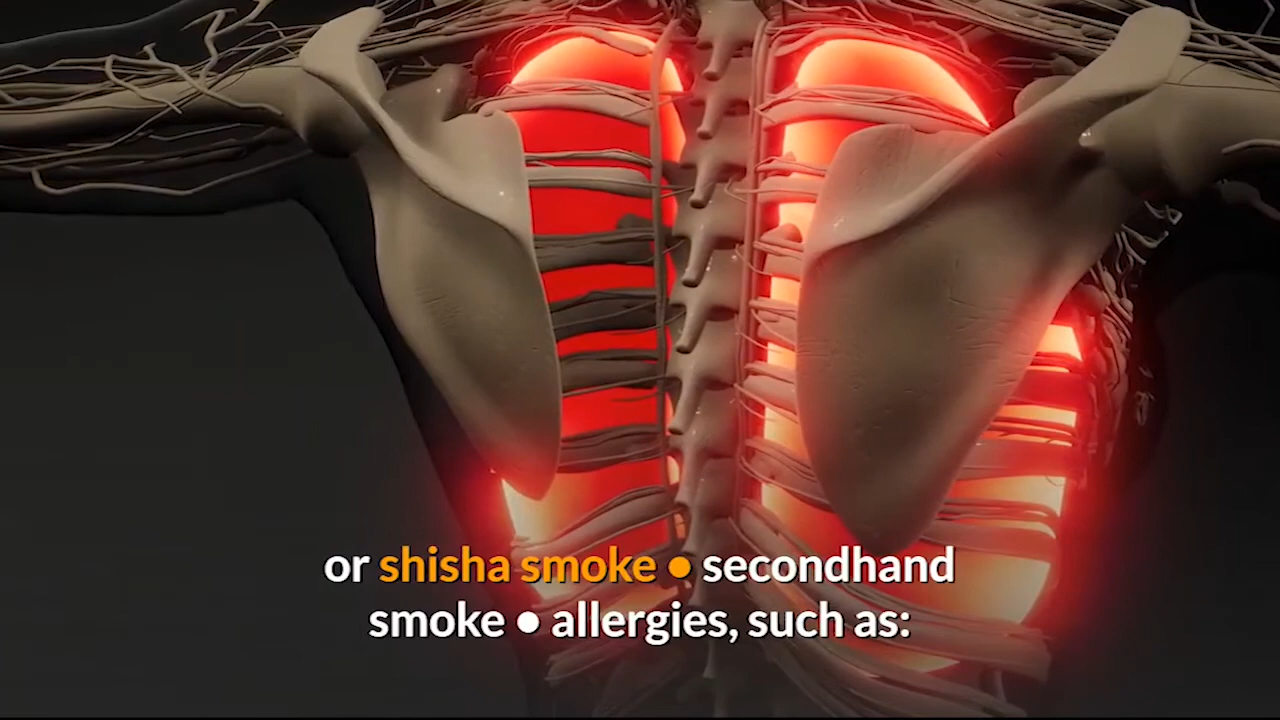 or shisha smoke ● secondhand
smoke ● allergies, such as: